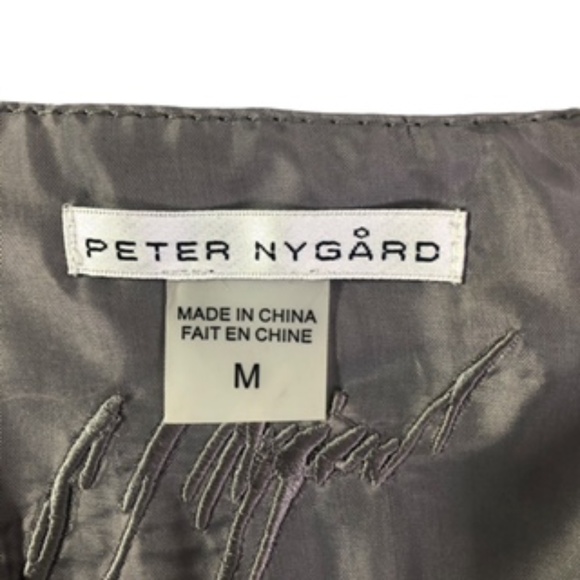 PETER NYGÅRD
MADE IN CHINA
FAIT EN CHINE
M